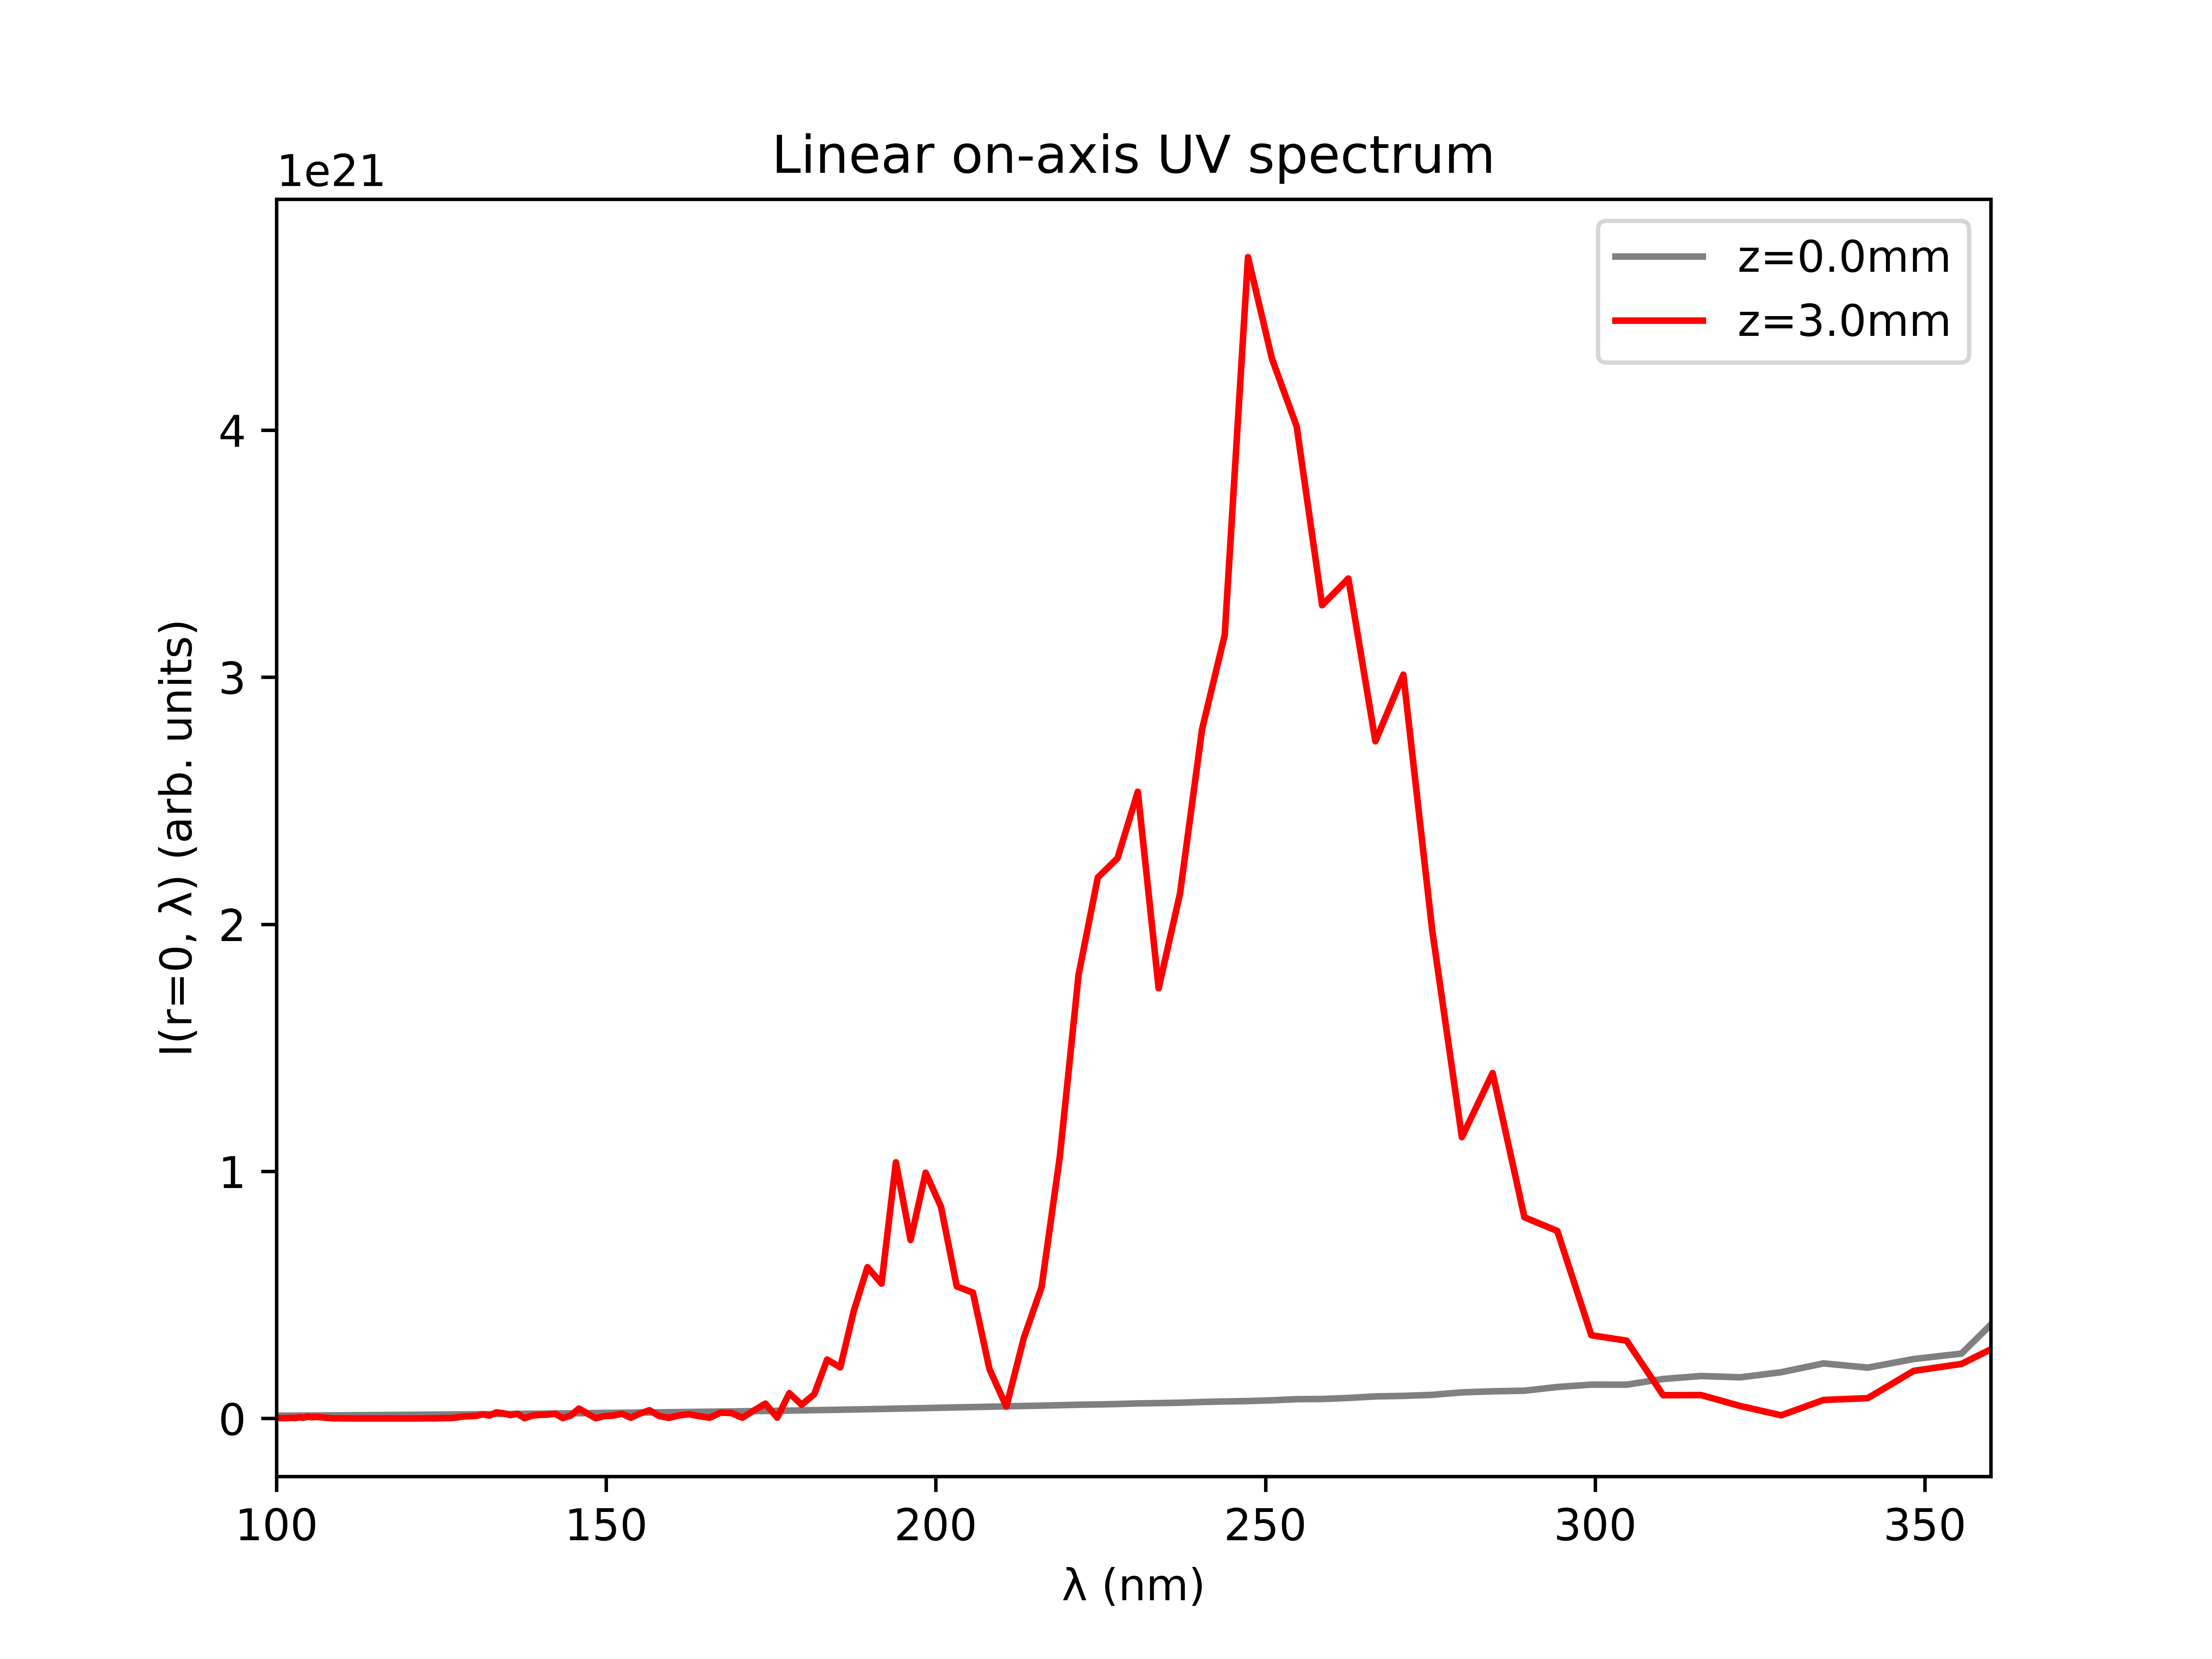 Linear on-axis UV spectrum
1e21
z=0.0mm
z=3.0mm
4
3
2
1
0
I(r=0, λ) (arb. units)
100 150 200 250 300 350
λ (nm)